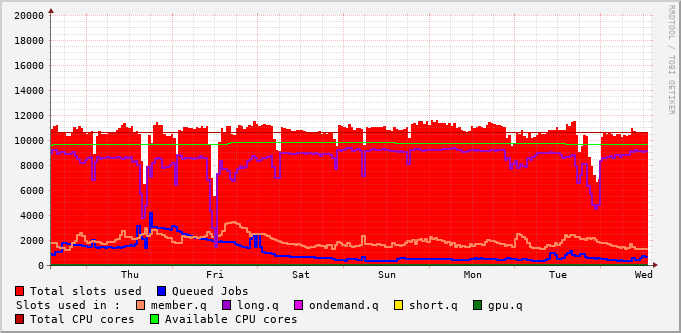 RRDTOOL / TOBI OETIKER
20000
18000
16000
14000
12000
10000
8000
6000
4000
2000
0
Thu Fri Sat Sun Mon Tue Wed
Total slots used Queued Jobs
Slots used in : member.q long.q ondemand.q short.q gpu.q
Total CPU cores Available CPU cores